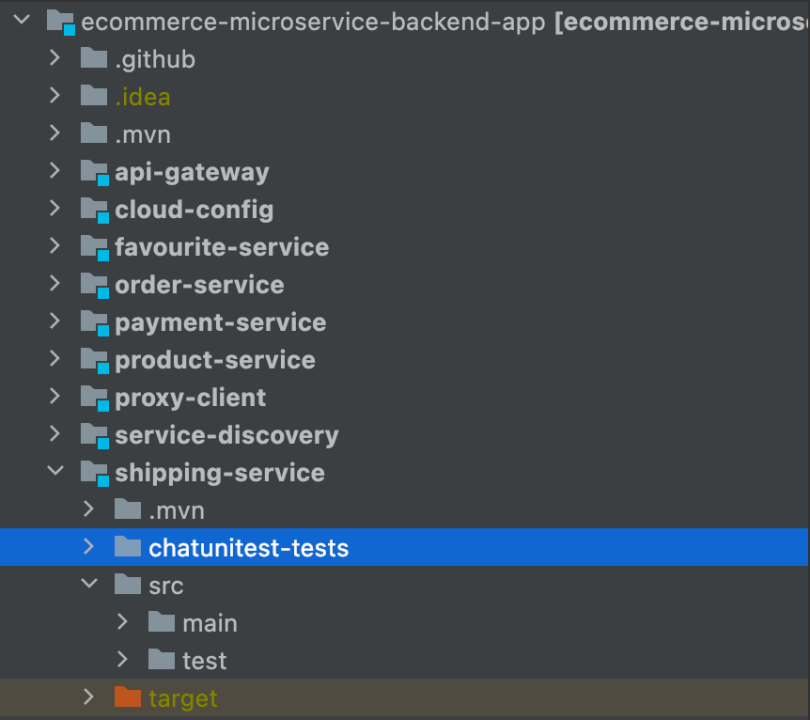 ecommerce-microservice-backend-app [ecommerce-micros
.github
.idea
.mvn
api-gateway
cloud-config
favourite-service
order-service
payment-service
product-service
proxy-client
service-discovery
shipping-service
.mvn
chatunitest-tests
src
main
test
target